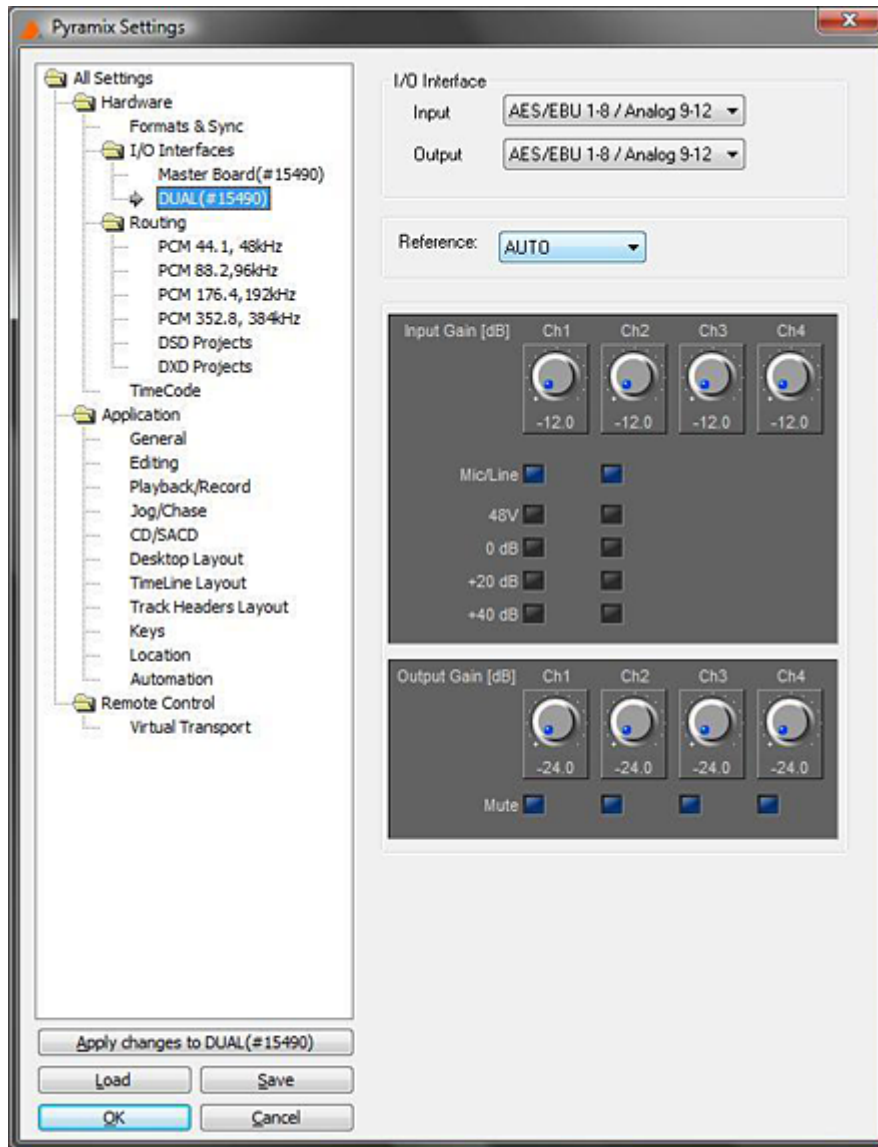 Pyramix Settings
All Settings
Hardware
Formats & Sync
I/O Interfaces
Master Board(#15490)
DUAL(#15490)
Routing
PCM 44.1, 48kHz
PCM 88.2,96kHz
PCM 176.4,192kHz
PCM 352.8, 384kHz
DSD Projects
DXD Projects
TimeCode
Application
General
Editing
Playback/Record
Jog/Chase
CD/SACD
Desktop Layout
TimeLine Layout
Track Headers Layout
Keys
Location
Automation
Remote Control
Virtual Transport
Apply changes to DUAL(#15490)
Load Save
OK Cancel
I/O Interface
Input AES/EBU 1-8 / Analog 9-12
Output AES/EBU 1-8 / Analog 9-12
Reference: AUTO
Input Gain [dB] Ch1 Ch2 Ch3 Ch4
-12.0 -12.0 -12.0 -12.0
Mic/Line
48V
0 dB
+20 dB
+40 dB
Output Gain [dB] Ch1 Ch2 Ch3 Ch4
-24.0 -24.0 -24.0 -24.0
Mute